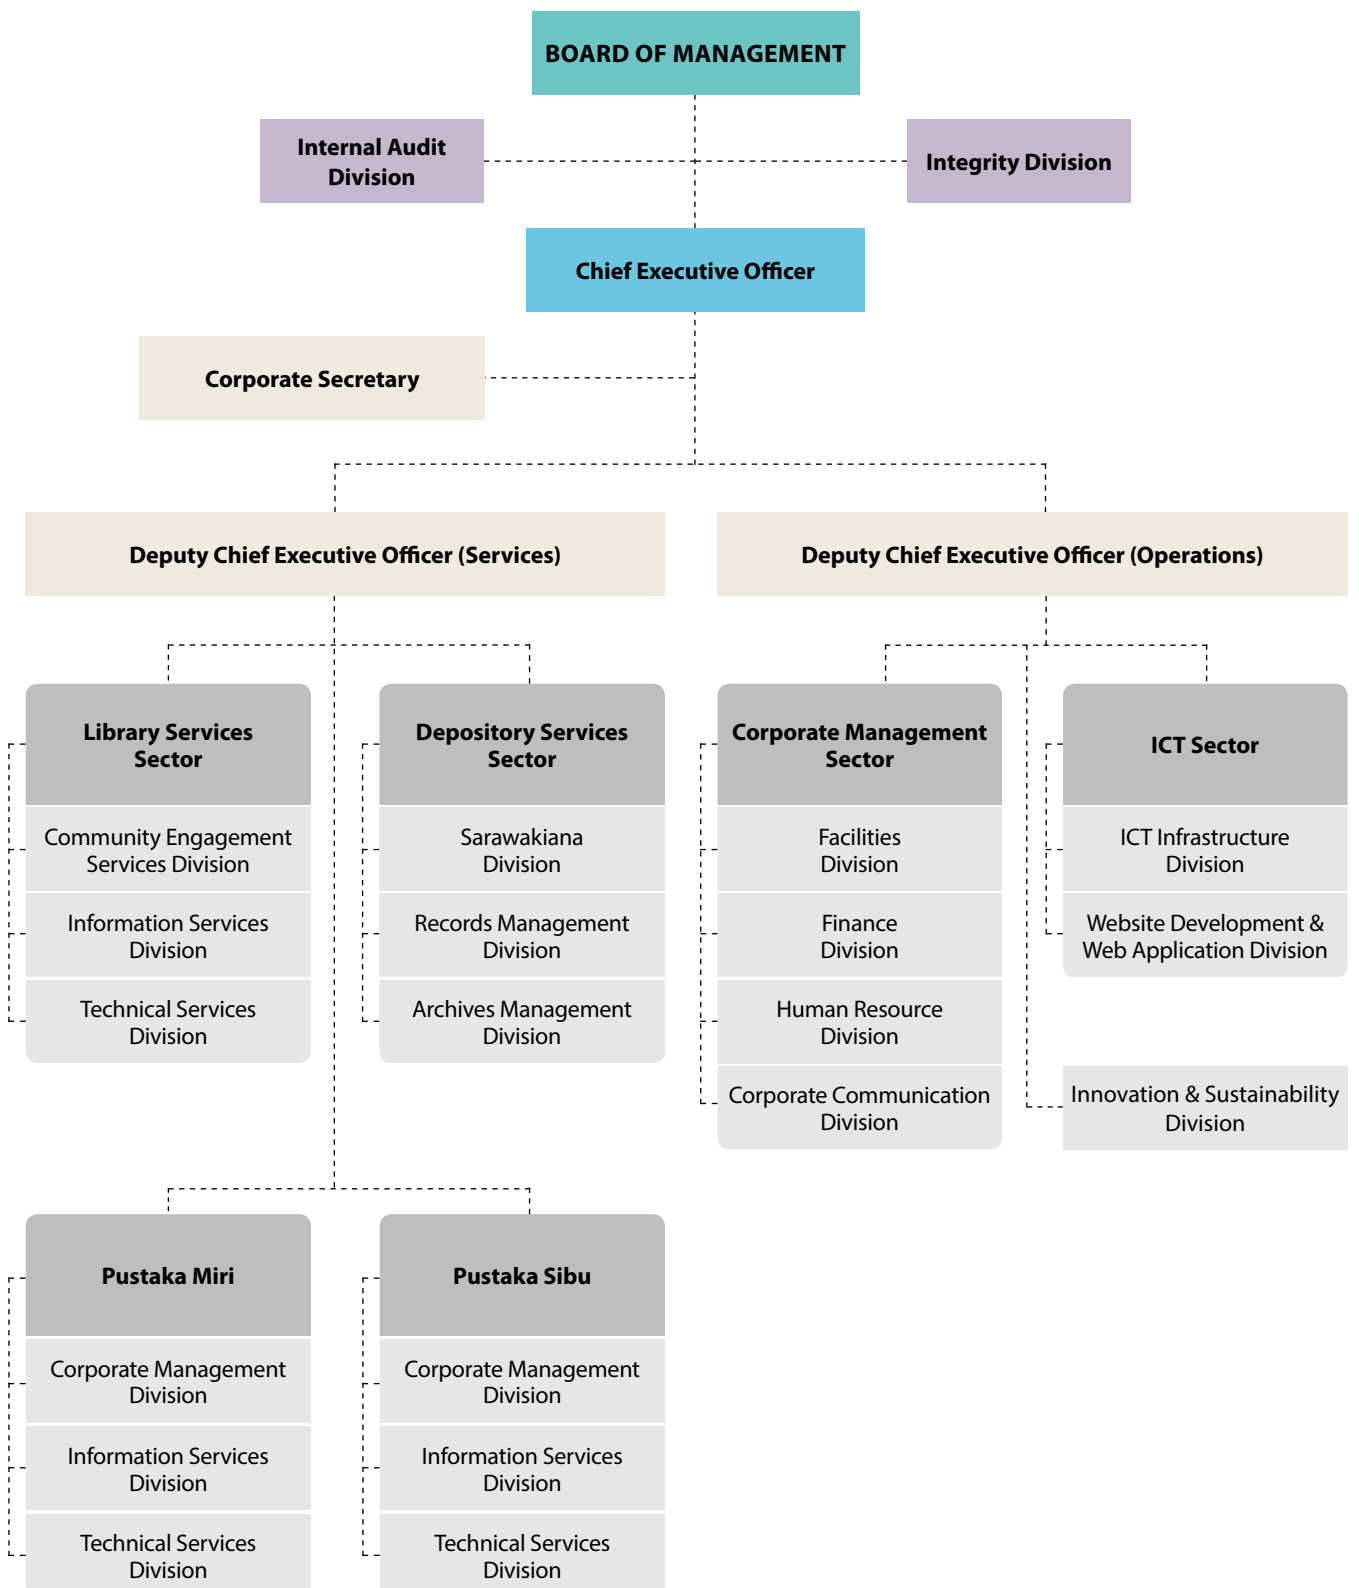 BOARD OF MANAGEMENT
Internal Audit
Division
Integrity Division
Chief Executive Officer
Corporate Secretary
Deputy Chief Executive Officer (Services)
Deputy Chief Executive Officer (Operations)
Library Services
Sector
Community Engagement
Services Division
Information Services
Division
Technical Services
Division
Depository Services
Sector
Sarawakiana
Division
Records Management
Division
Archives Management
Division
Corporate Management
Sector
Facilities
Division
Finance
Division
Human Resource
Division
Corporate Communication
Division
ICT Sector
ICT Infrastructure
Division
Website Development &
Web Application Division
Innovation & Sustainability
Division
Pustaka Miri
Corporate Management
Division
Information Services
Division
Technical Services
Division
Pustaka Sibu
Corporate Management
Division
Information Services
Division
Technical Services
Division